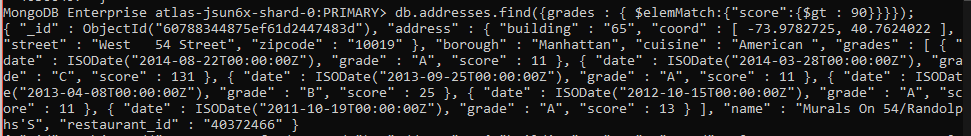 MongoDB Enterprise atlas-jsun6x-shard-0:PRIMARY> db.addresses.find({grades : { $elemMatch:{"score":{$gt : 90}}}});
{ "_id" : ObjectId("60788344875ef61d2447483d"), "address" : { "building" : "65", "coord" : [ -73.9782725, 40.7624022 ],
"street" : "West   54 Street", "zipcode" : "10019" }, "borough" : "Manhattan", "cuisine" : "American ", "grades" : [ { "
date" : ISODate("2014-08-22T00:00:00Z"), "grade" : "A", "score" : 11 }, { "date" : ISODate("2014-03-28T00:00:00Z"), "gra
de" : "C", "score" : 131 }, { "date" : ISODate("2013-09-25T00:00:00Z"), "grade" : "A", "score" : 11 }, { "date" : ISODat
e("2013-04-08T00:00:00Z"), "grade" : "B", "score" : 25 }, { "date" : ISODate("2012-10-15T00:00:00Z"), "grade" : "A", "sc
ore" : 11 }, { "date" : ISODate("2011-10-19T00:00:00Z"), "grade" : "A", "score" : 13 } ], "name" : "Murals On 54/Randolp
hs'S", "restaurant_id" : "40372466" }